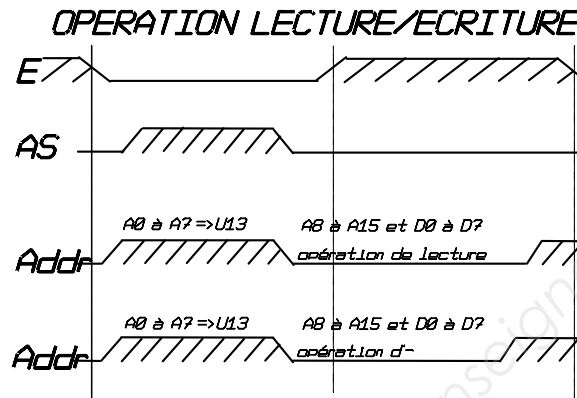 OPERATION LECTURE/ECRITURE
E
AS
A0 à A7 =>U13 A8 à A15 et D0 à D7
Addr opération de lecture
A0 à A7 =>U13 A8 à A15 et D0 à D7
Addr opération d'-
nseign